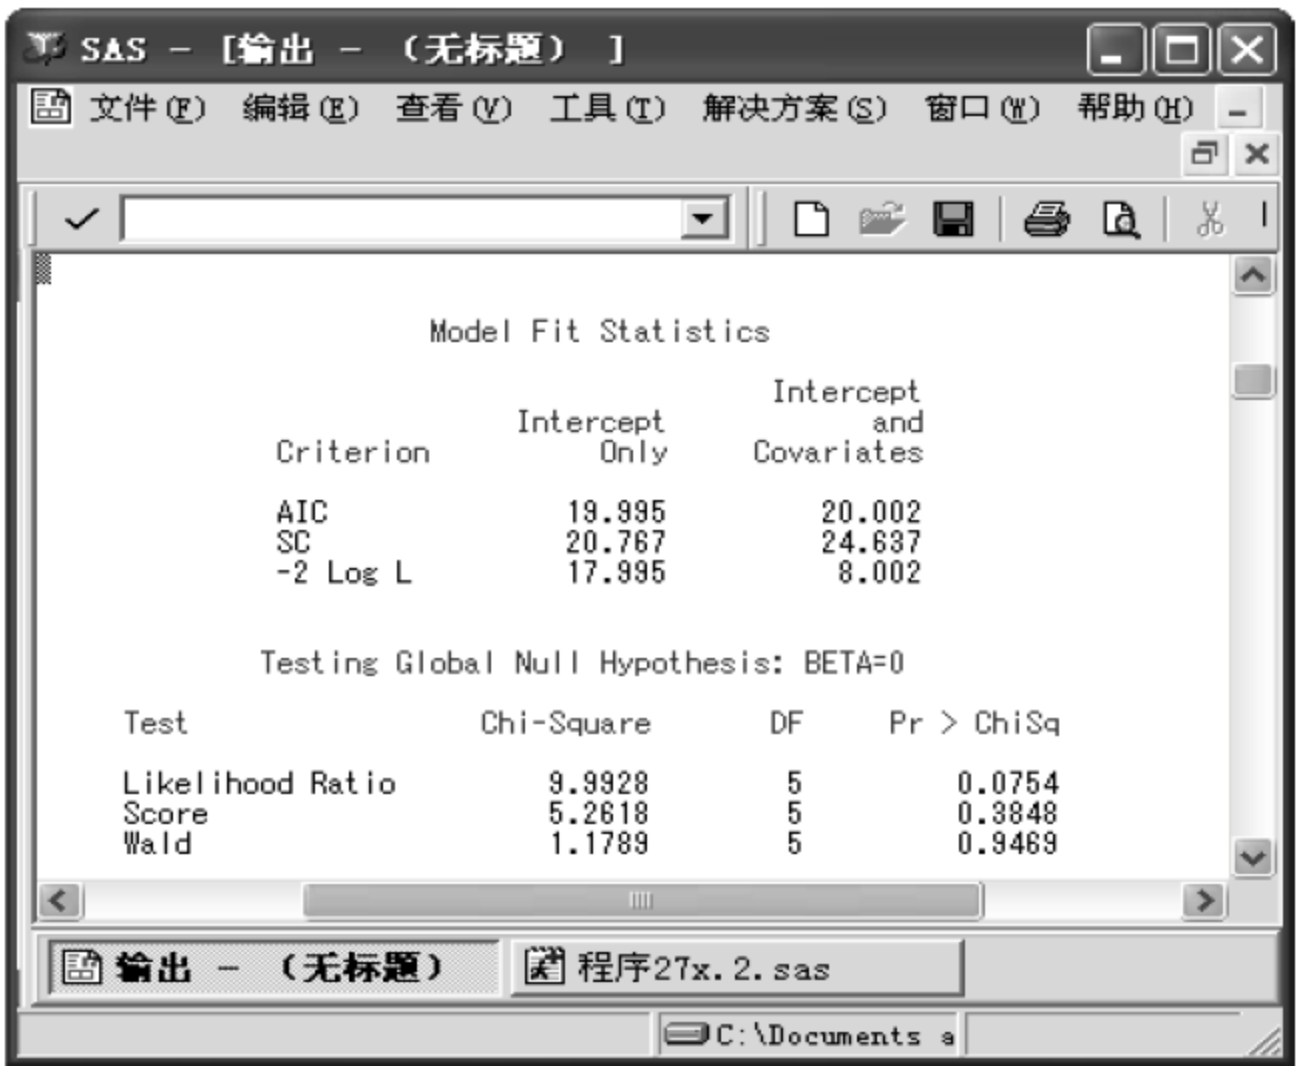 SAS - [输出 - （无标题） ]
文件(F) 编辑(E) 查看(V) 工具(T) 解决方案(S) 窗口(W) 帮助(H)
Model Fit Statistics
Intercept
Intercept and
Criterion Only Covariates
AIC 19.995 20.002
SC 20.767 24.637
-2 Log L 17.995 8.002
Testing Global Null Hypothesis: BETA=0
Test Chi-Square DF Pr > ChiSq
Likelihood Ratio 9.9928 5 0.0754
Score 5.2618 5 0.3848
Wald 1.1789 5 0.9469
输出 - （无标题） 程序27x.2.sas
C:\Documents a